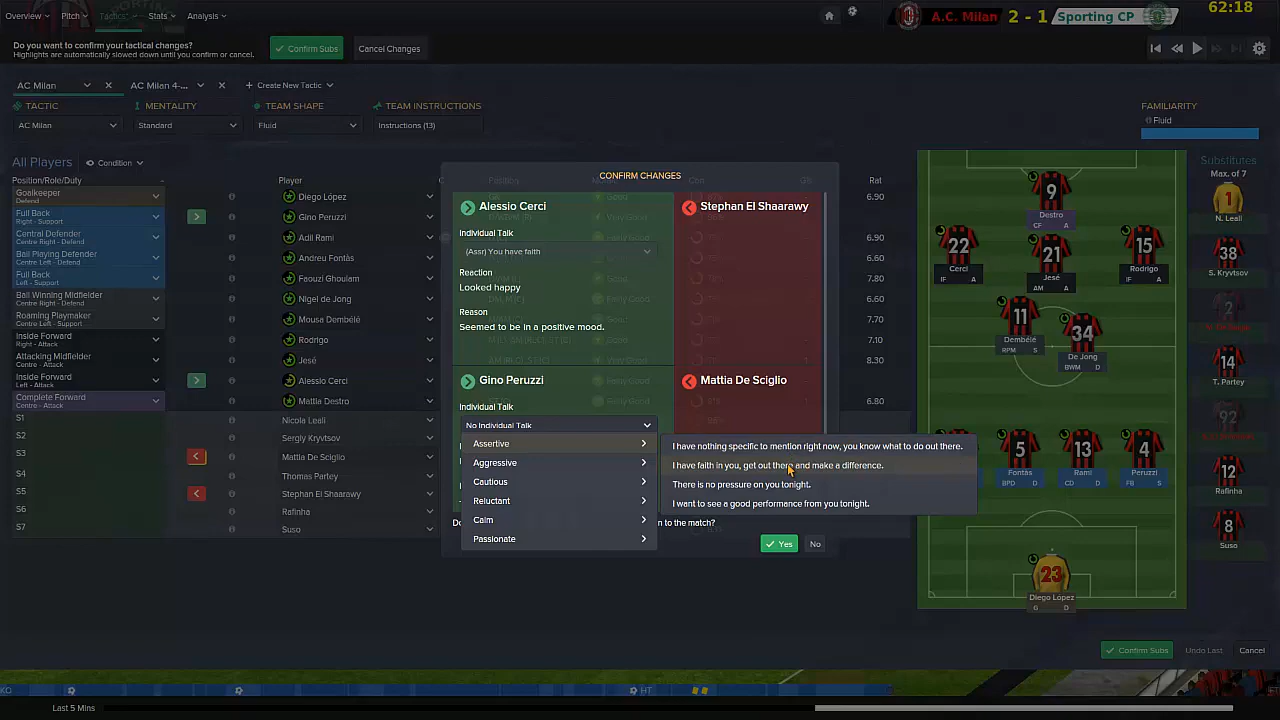 Overview Pitch Tactics Stats Analysis
A.C. Milan 2 - 1 Sporting CP
62:18
Do you want to confirm your tactical changes?
Highlights are automatically slowed down until you confirm or cancel.
Confirm Subs Cancel Changes
AC Milan AC Milan 4-... Create New Tactic
TACTIC MENTALITY TEAM SHAPE TEAM INSTRUCTIONS FAMILIARITY
AC Milan Standard Fluid Instructions (13) Fluid
All Players Condition
Position/Role/Duty Player Rat
Goalkeeper
Defend
Diego López 6.90
Full Back
Right - Support
Gino Peruzzi
Central Defender
Centre Right - Defend
Adil Rami 6.90
Ball Playing Defender
Centre Left - Defend
Andreu Fontàs 6.60
Full Back
Left - Support
Faouzi Ghoulam 7.80
Ball Winning Midfielder
Centre Right - Defend
Nigel de Jong 6.60
Roaming Playmaker
Centre Left - Support
Mousa Dembélé 7.70
Inside Forward
Right - Attack
Rodrigo 7.10
Attacking Midfielder
Centre - Attack
Jesé 8.30
Inside Forward
Left - Attack
Alessio Cerci
Complete Forward
Centre - Attack
Mattia Destro 6.80
S1 Nicola Leali
S2 Sergiy Kryvtsov
S3 Mattia De Sciglio
S4 Thomas Partey
S5 Stephan El Shaarawy
S6 Rafinha
S7 Suso
CONFIRM CHANGES
Alessio Cerci Stephan El Shaarawy
Individual Talk
(Assr) You have faith
Reaction
Looked happy
Reason
Seemed to be in a positive mood.
Gino Peruzzi Mattia De Sciglio
Individual Talk
No Individual Talk
Assertive
Aggressive
Cautious
Reluctant
Calm
Passionate
I have nothing specific to mention right now, you know what to do out there.
I have faith in you, get out there and make a difference.
There is no pressure on you tonight.
I want to see a good performance from you tonight.
n to the match?
Yes No
9
Destro
CF A
22
Cerci
IF A
21
Jesé
AM A
15
Rodrigo
IF A
11
Dembélé
RPM S
34
De Jong
BWM D
5
Fontàs
BPD D
13
Rami
CD D
4
Peruzzi
FB S
23
Diego López
G D
Substitutes
Max. of 7
1
N. Leali
38
S. Kryvtsov
2
14
T. Partey
92
12
Rafinha
8
Suso
Confirm Subs Undo Last Cancel
KO HT FT
Last 5 Mins